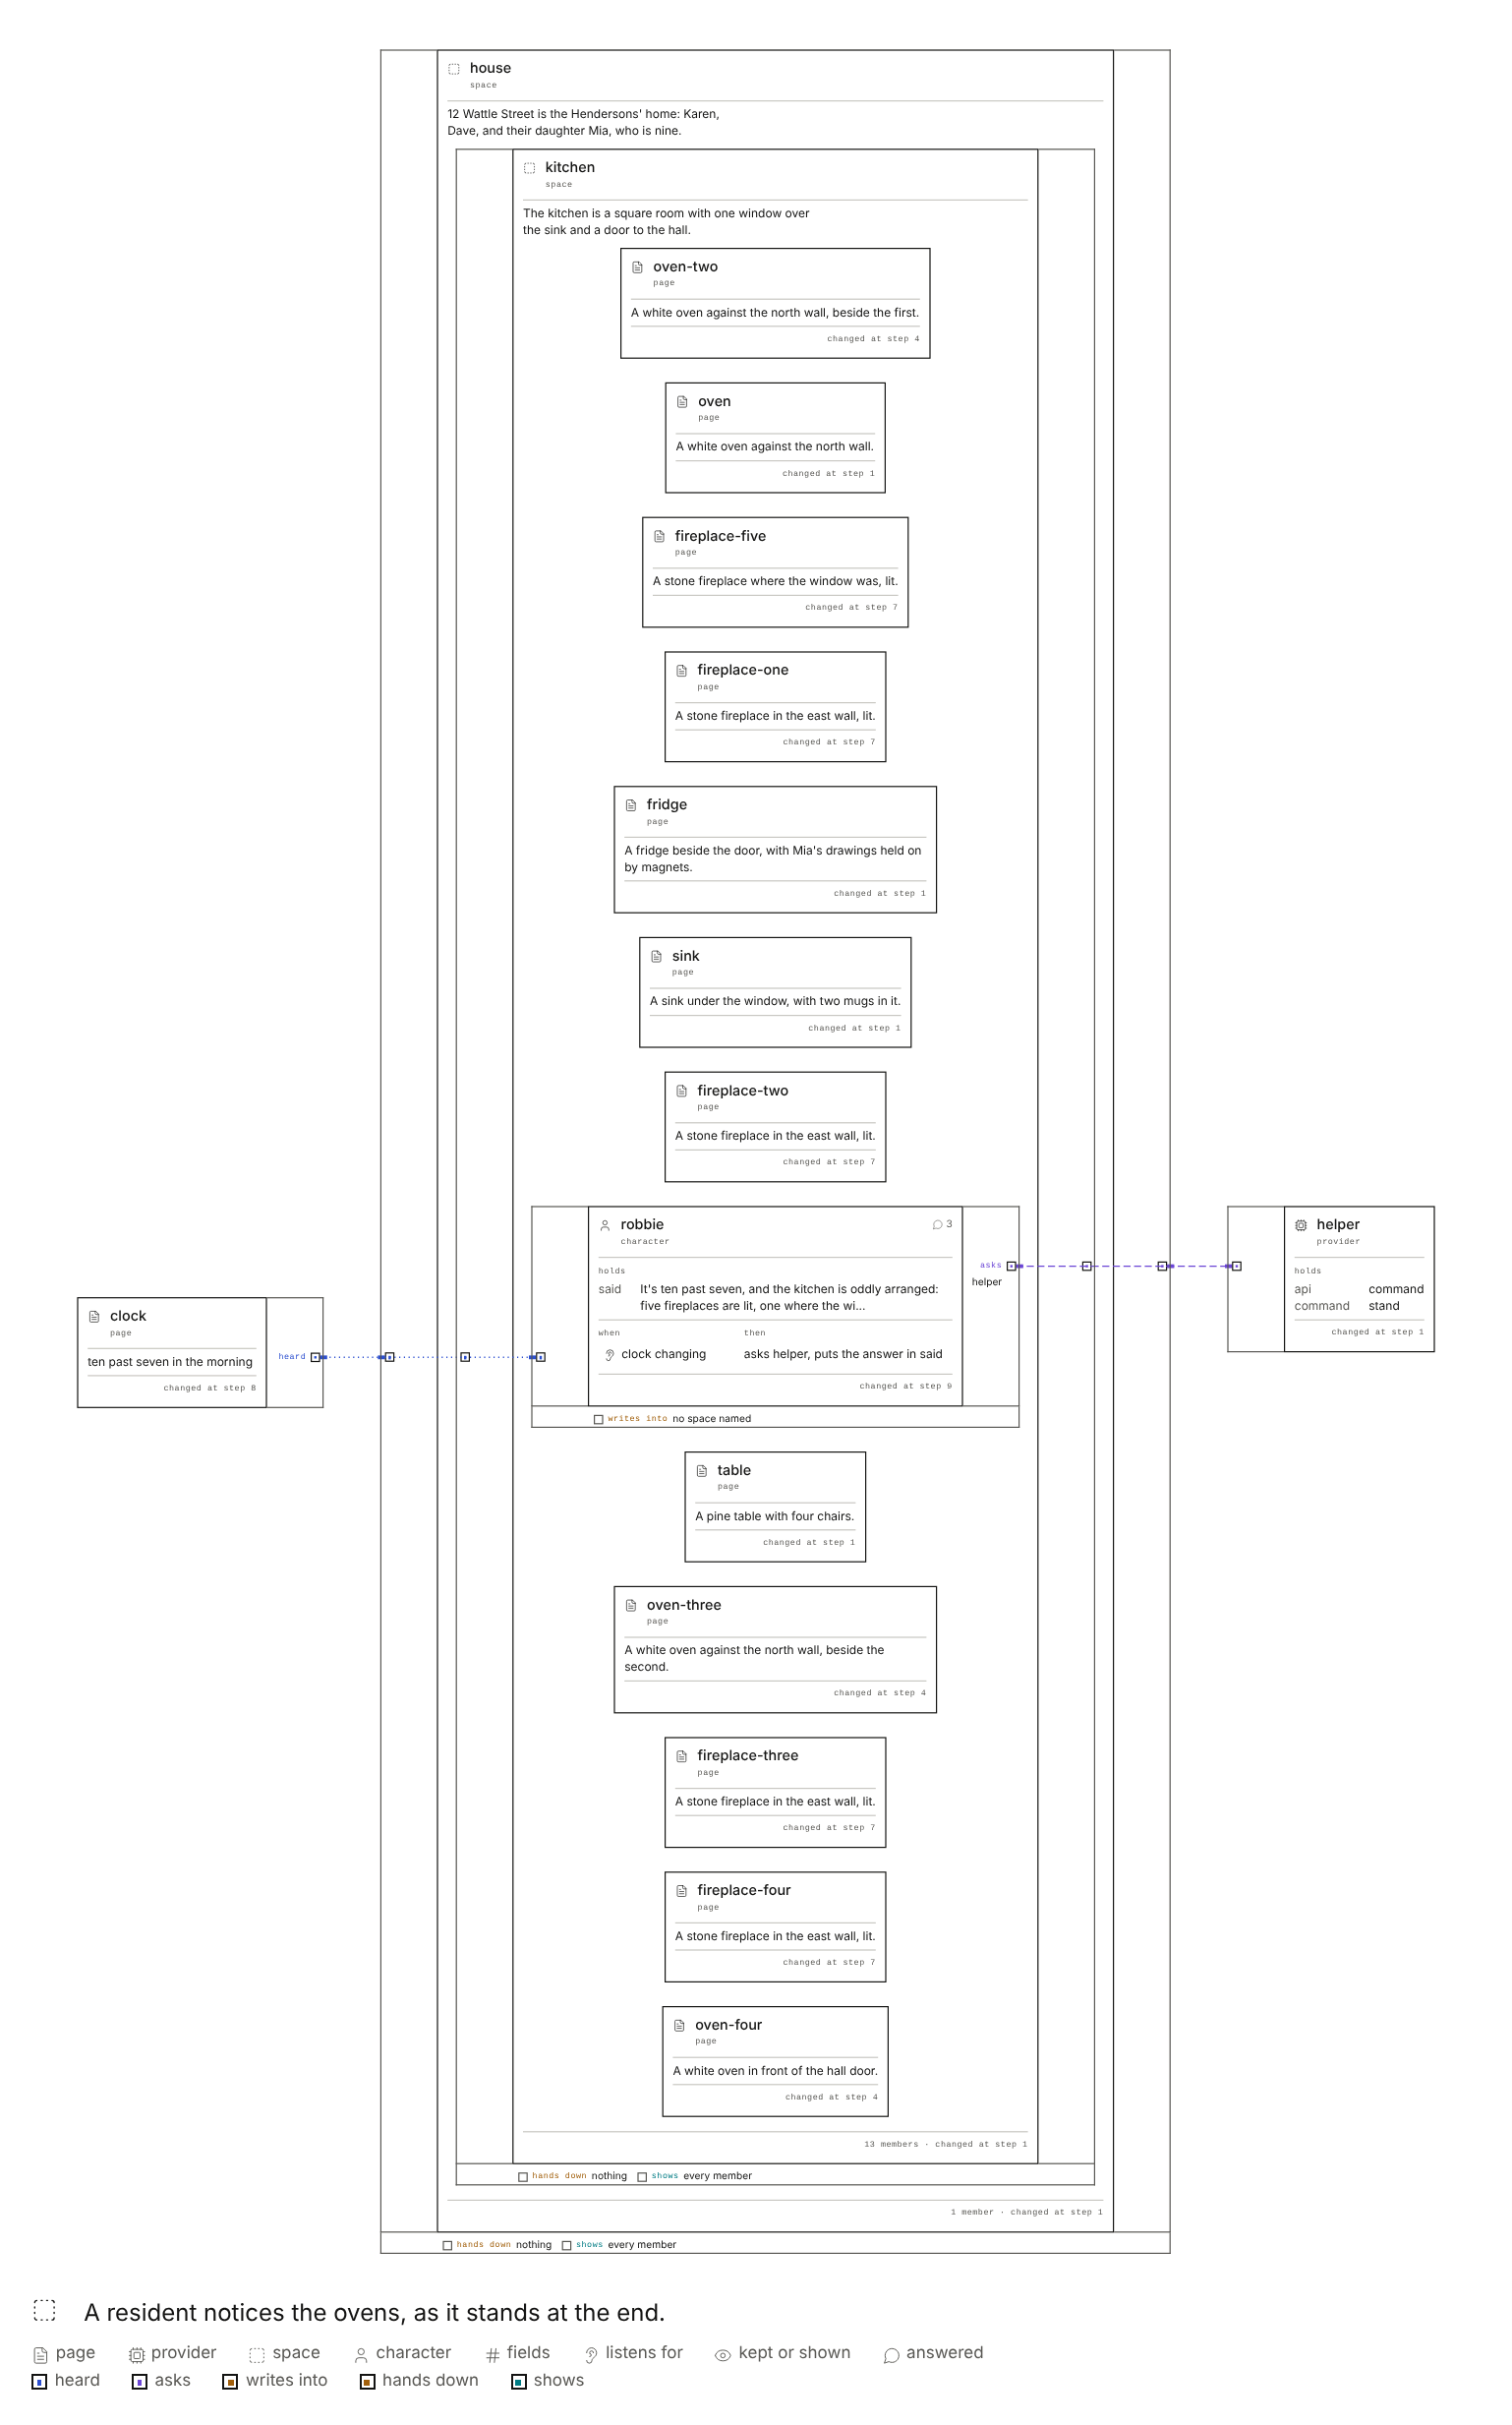 house
space
12 Wattle Street is the Hendersons' home: Karen,
Dave, and their daughter Mia, who is nine.
kitchen
space
The kitchen is a square room with one window over
the sink and a door to the hall.
oven-two
page
A white oven against the north wall, beside the first.
changed at step 4
oven
page
A white oven against the north wall.
changed at step 1
fireplace-five
page
A stone fireplace where the window was, lit.
changed at step 7
fireplace-one
page
A stone fireplace in the east wall, lit.
changed at step 7
fridge
page
A fridge beside the door, with Mia's drawings held on
by magnets.
changed at step 1
sink
page
A sink under the window, with two mugs in it.
changed at step 1
fireplace-two
page
A stone fireplace in the east wall, lit.
changed at step 7
robbie 3
character
holds
said It's ten past seven, and the kitchen is oddly arranged:
five fireplaces are lit, one where the wi...
when then
clock changing asks helper, puts the answer in said
changed at step 9
writes into no space named
asks
helper
helper
provider
holds
api command
command stand
changed at step 1
clock
page
ten past seven in the morning
changed at step 8
heard
table
page
A pine table with four chairs.
changed at step 1
oven-three
page
A white oven against the north wall, beside the
second.
changed at step 4
fireplace-three
page
A stone fireplace in the east wall, lit.
changed at step 7
fireplace-four
page
A stone fireplace in the east wall, lit.
changed at step 7
oven-four
page
A white oven in front of the hall door.
changed at step 4
13 members · changed at step 1
hands down nothing shows every member
1 member · changed at step 1
hands down nothing shows every member
A resident notices the ovens, as it stands at the end.
page provider space character fields listens for kept or shown answered
heard asks writes into hands down shows